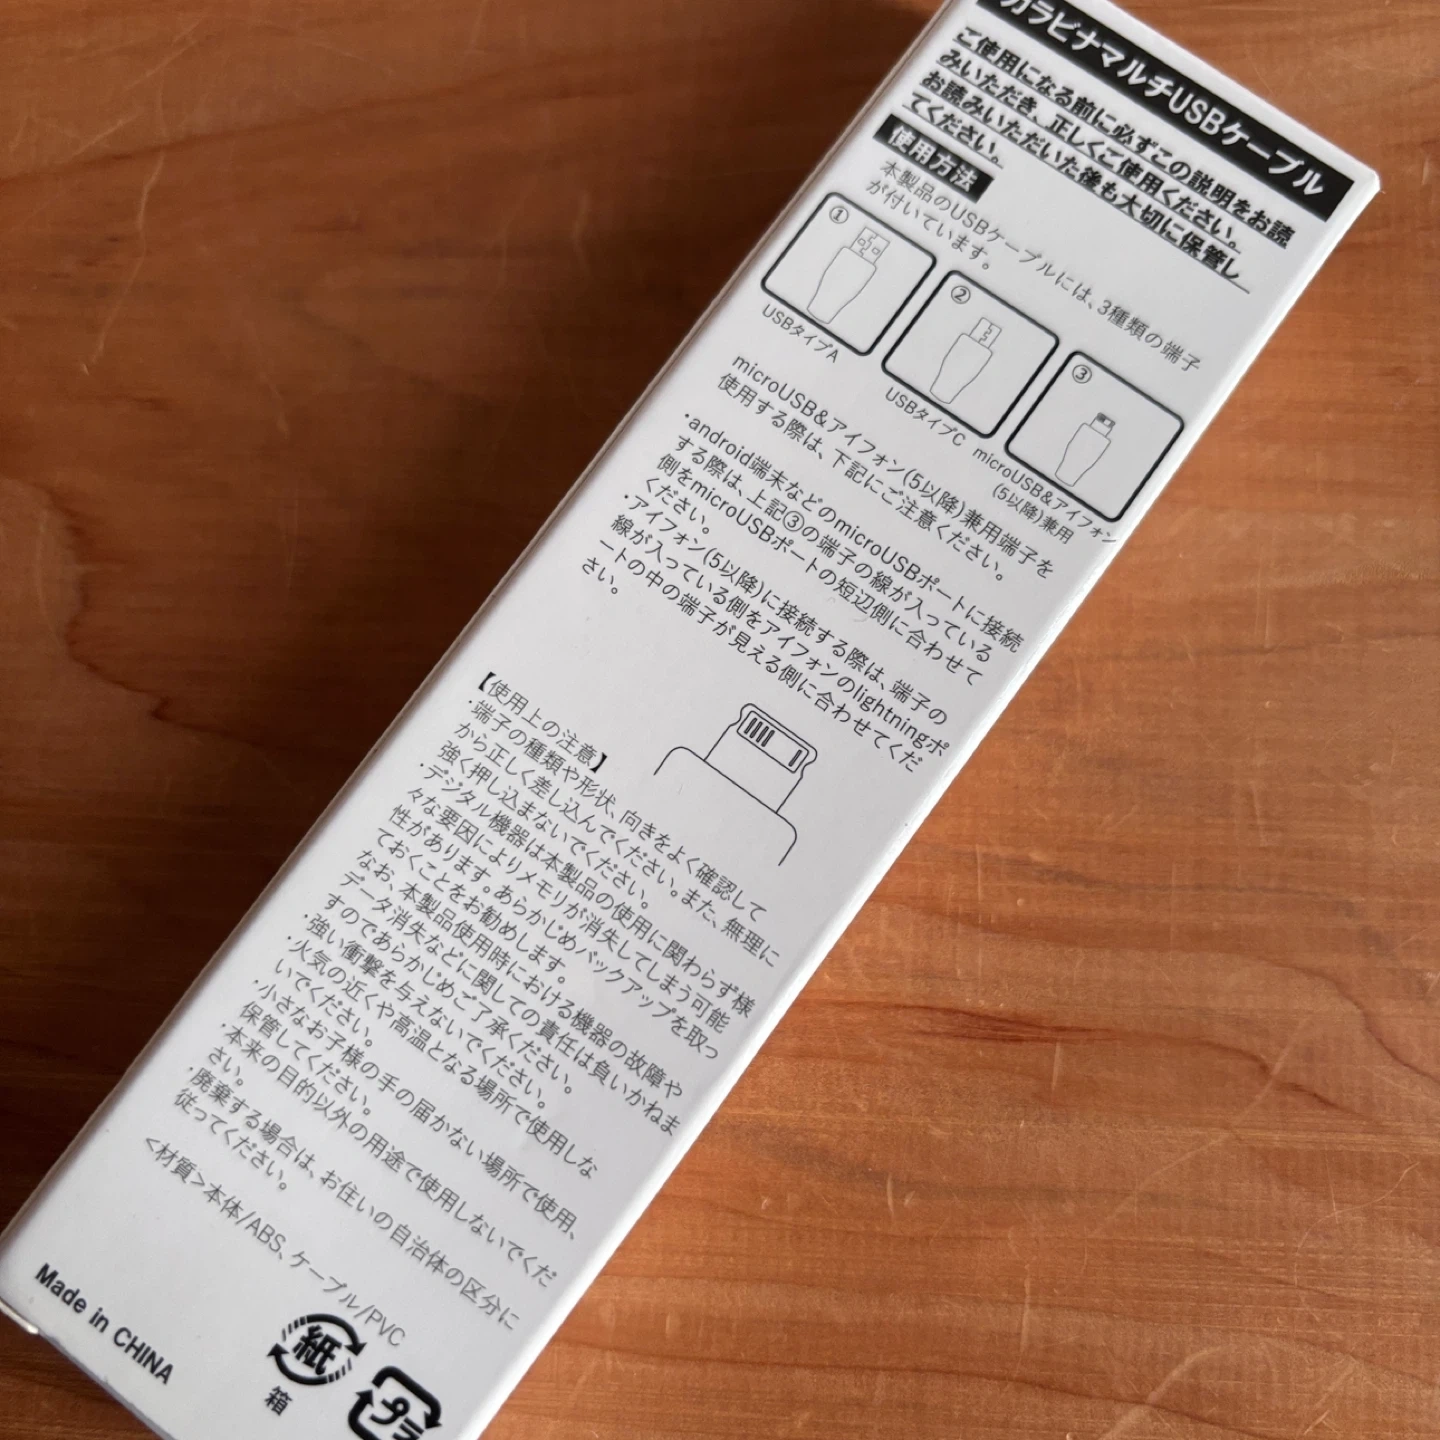 カラビナマルチUSBケーブル
ご使用になる前に必ずこの説明をお読
みいただき、正しくご使用ください。
お読みいただいた後も大切に保管し
てください。
使用方法
本製品のUSBケーブルには、3種類の端子
が付いています。
①
USBタイプA
②
USBタイプC
③
microUSB&アイフォン
(5以降)兼用
microUSB&アイフォン(5以降)兼用端子を
使用する際は、下記にご注意ください。
・android端末などのmicroUSBポートに接続
する際は、上記③の端子の線が入っている
側をmicroUSBポートの短辺側に合わせて
ください。
・アイフォン(5以降)に接続する際は、端子の
線が入っている側をアイフォンのlightningポ
ートの中の端子が見える側に合わせてくだ
さい。
【使用上の注意】
・端子の種類や形状、向きをよく確認して
から正しく差し込んでください。また、無理に
強く押し込まないでください。
・デジタル機器は本製品の使用に関わらず様
々な要因によりメモリが消失してしまう可能
性があります。あらかじめバックアップを取っ
ておくことをお勧めします。
なお、本製品使用時における機器の故障や
データ消失などに関しての責任は負いかねま
すのであらかじめご了承ください。
・強い衝撃を与えないでください。
・火気の近くや高温となる場所で使用しな
いでください。
・小さなお子様の手の届かない場所で使用、
保管してください。
・本来の目的以外の用途で使用しないでくだ
さい。
・廃棄する場合は、お住いの自治体の区分に
従ってください。
<材質>本体/ABS、ケーブル/PVC
Made in CHINA
紙
箱
プラ